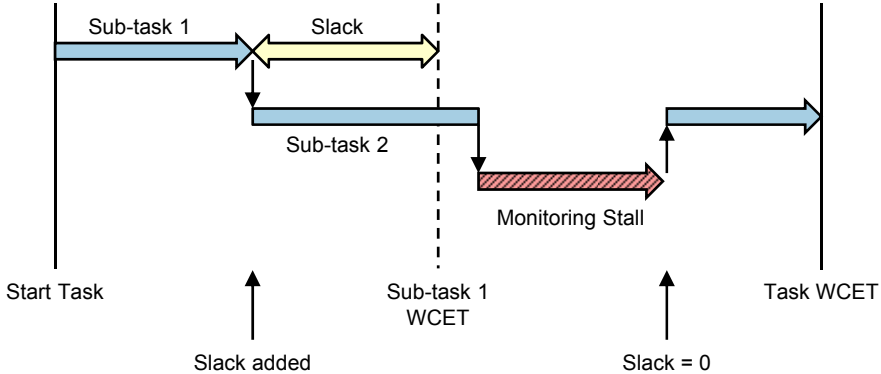 Sub-task 1
Slack
Sub-task 2
Monitoring Stall
Start Task
Sub-task 1
WCET
Task WCET
Slack added
Slack = 0